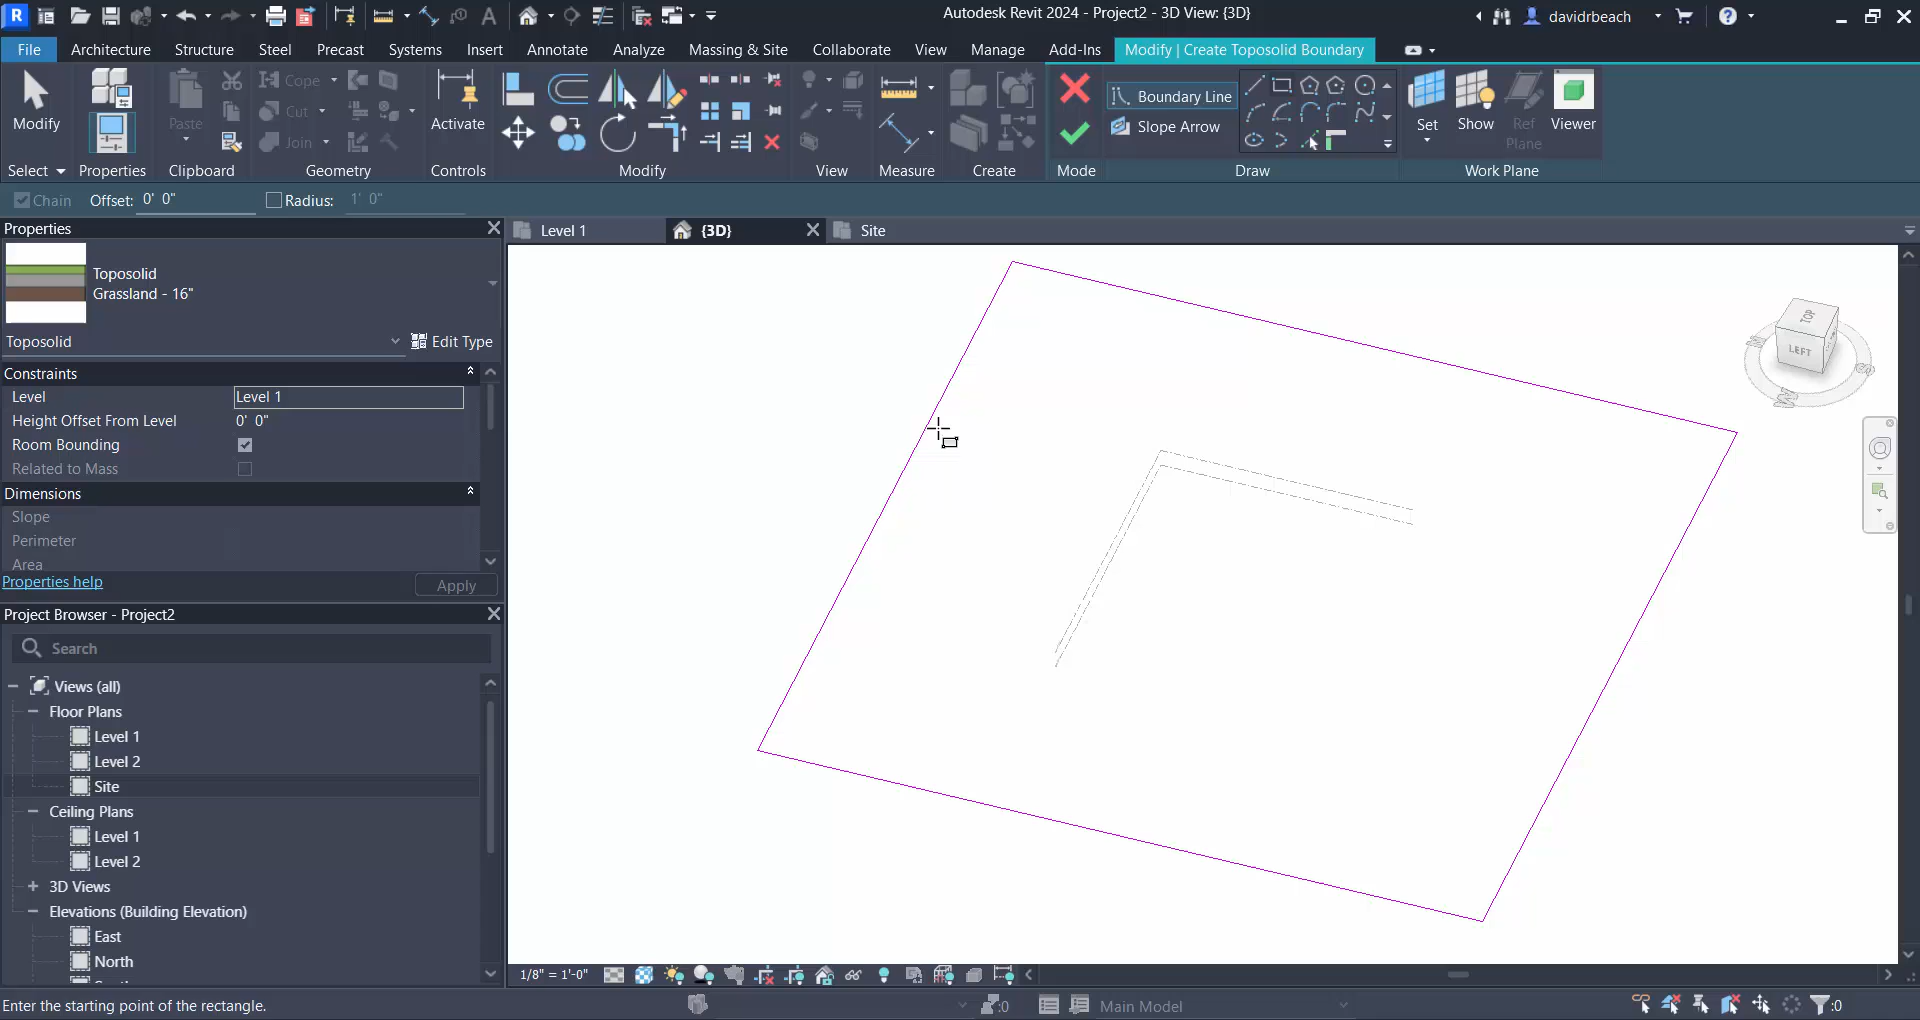 Autodesk Revit 2024 - Project2 - 3D View: {3D}
davidrbeach
File
Architecture
Structure
Steel
Precast
Systems
Insert
Annotate
Analyze
Massing & Site
Collaborate
View
Manage
Add-Ins
Modify | Create Toposolid Boundary
Modify
Paste
Cope
Cut
Join
Activate
Boundary Line
Slope Arrow
Set
Show
Ref
Plane
Viewer
Select
Properties
Clipboard
Geometry
Controls
Modify
View
Measure
Create
Mode
Draw
Work Plane
Chain
Offset: 0' 0"
Radius: 1' 0"
Properties
Level 1
{3D}
Site
Toposolid
Grassland - 16"
Toposolid
Edit Type
Constraints
Level
Level 1
Height Offset From Level
0' 0"
Room Bounding
Related to Mass
Dimensions
Slope
Perimeter
Area
Properties help
Apply
TOP
LEFT
Project Browser - Project2
Search
Views (all)
Floor Plans
Level 1
Level 2
Site
Ceiling Plans
Level 1
Level 2
3D Views
Elevations (Building Elevation)
East
North
1/8" = 1'-0"
Enter the starting point of the rectangle.
:0
Main Model
:0